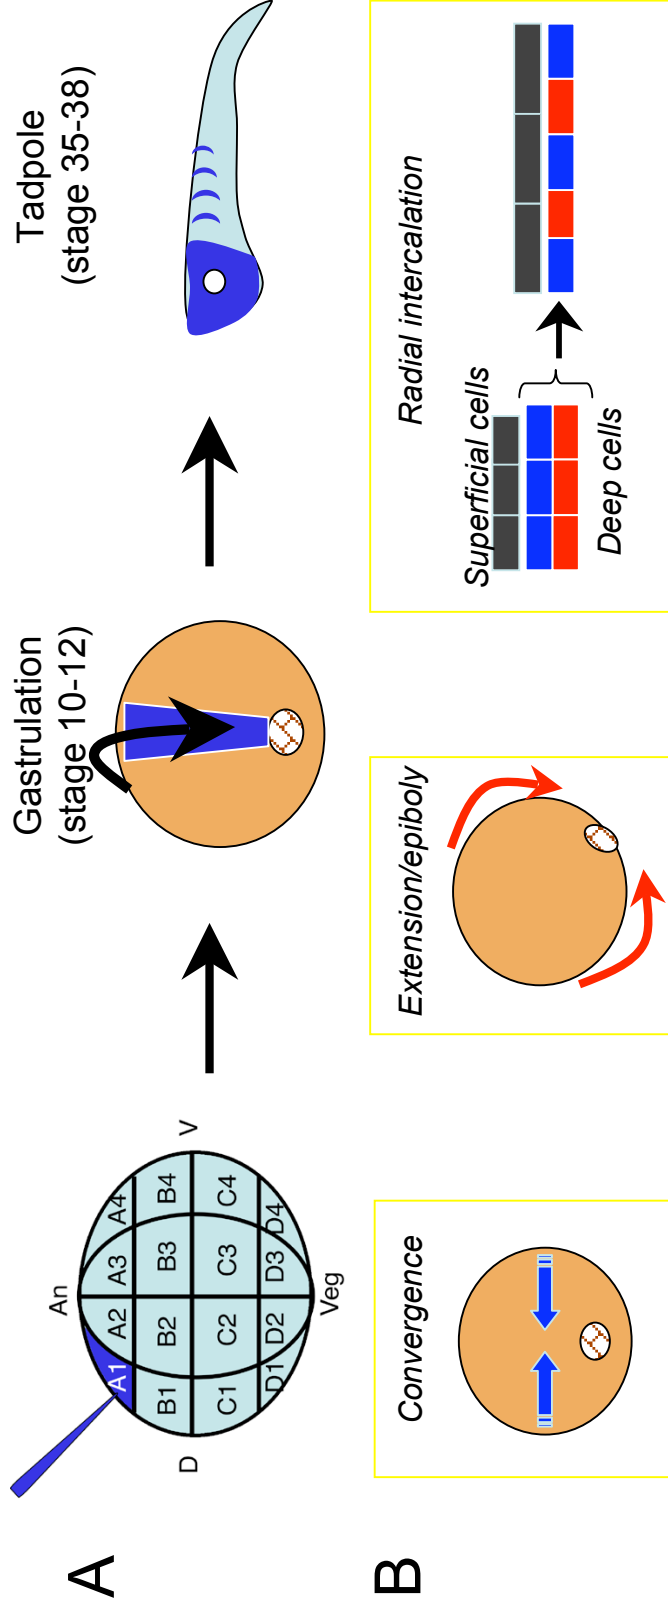 A
An
D
V
Veg
A1 A2 A3 A4
B1 B2 B3 B4
C1 C2 C3 C4
D1 D2 D3 D4
Gastrulation
(stage 10-12)
Tadpole
(stage 35-38)
B
Convergence
Extension/epiboly
Radial intercalation
Superficial cells
Deep cells